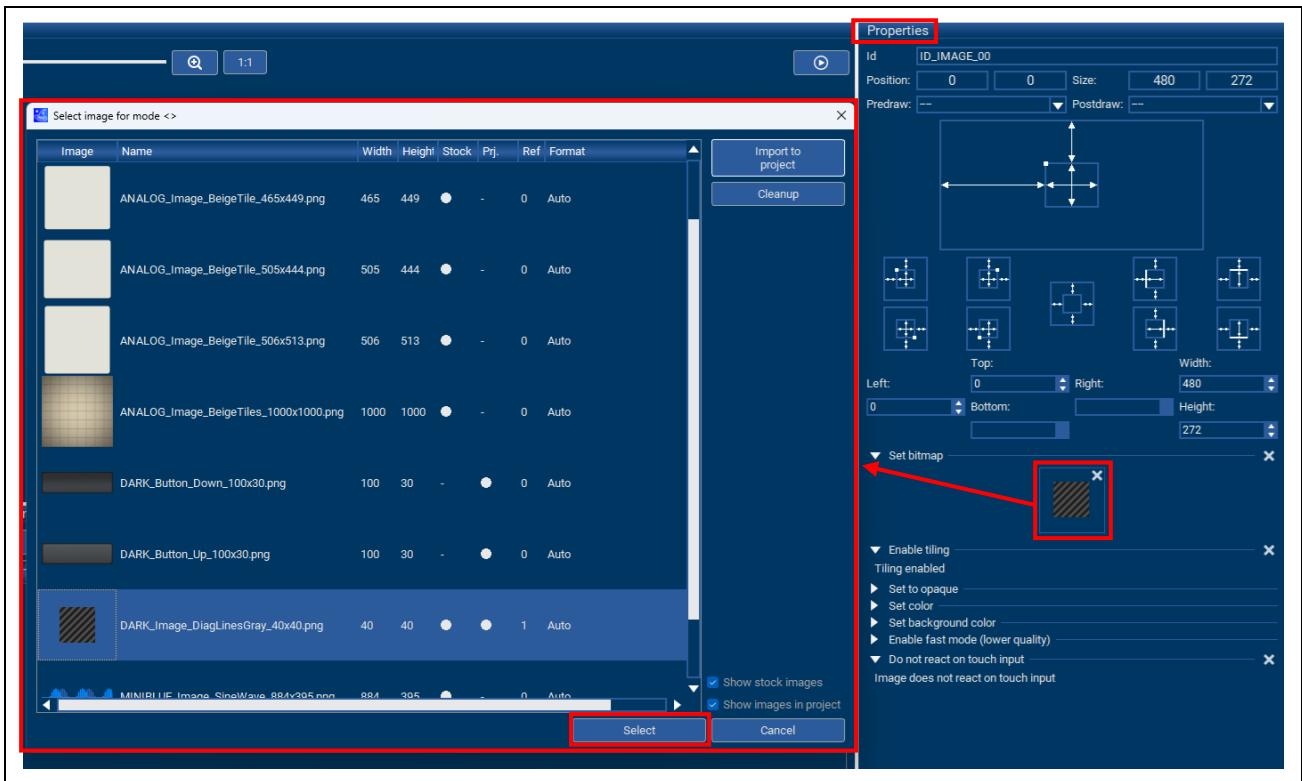 Properties
1:1
Id ID_IMAGE_00
Position: 0 0 Size: 480 272
Predraw: -- Postdraw: --
Select image for mode <>
Image Name Width Height Stock Prj. Ref Format
Import to project
Cleanup
ANALOG_Image_BeigeTile_465x449.png 465 449 - 0 Auto
ANALOG_Image_BeigeTile_505x444.png 505 444 - 0 Auto
ANALOG_Image_BeigeTile_506x513.png 506 513 - 0 Auto
ANALOG_Image_BeigeTiles_1000x1000.png 1000 1000 - 0 Auto
DARK_Button_Down_100x30.png 100 30 - 0 Auto
DARK_Button_Up_100x30.png 100 30 - 0 Auto
DARK_Image_DiagLinesGray_40x40.png 40 40 1 Auto
MINIBLUE_Image_SineWave_884x395.png 884 395 - 0 Auto
Show stock images
Show images in project
Select Cancel
Top: Width:
Left: 0 Right: 480
0 Bottom: Height:
272
Set bitmap
Enable tiling
Tiling enabled
Set to opaque
Set color
Set background color
Enable fast mode (lower quality)
Do not react on touch input
Image does not react on touch input